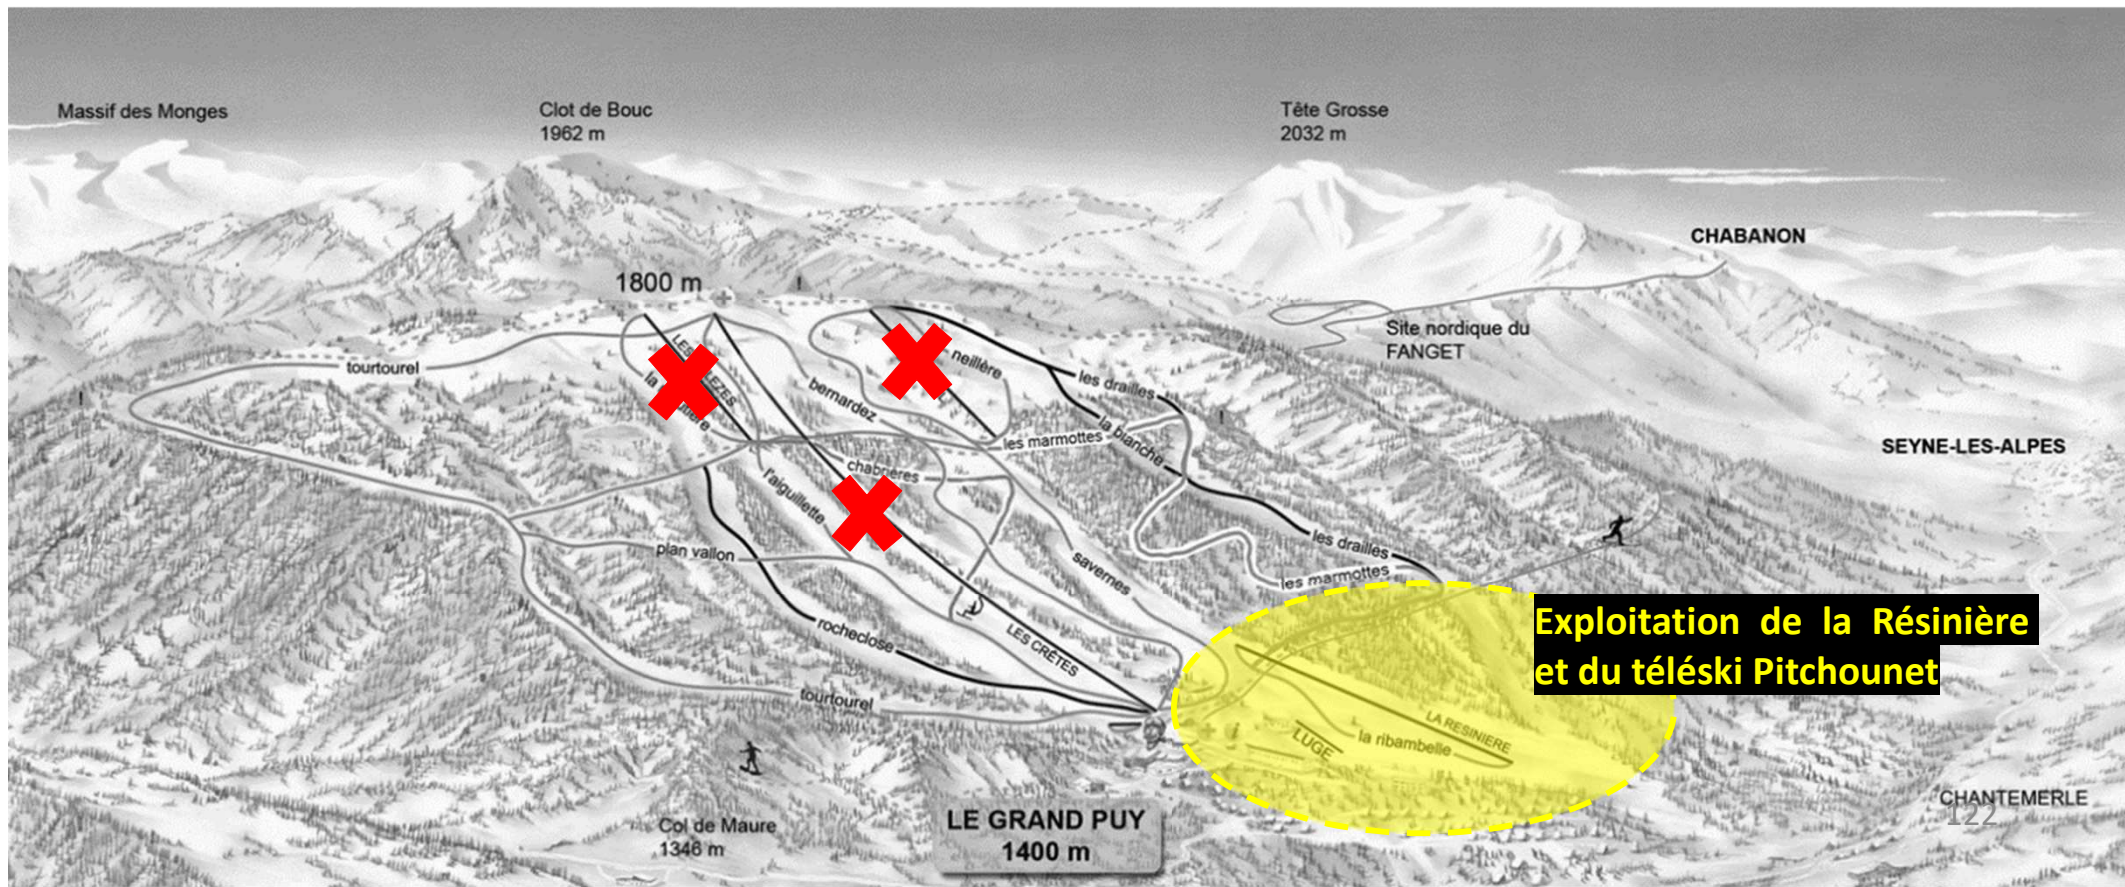 Massif des Monges
Clot de Bouc
1962 m
Tête Grosse
2032 m
CHABANON
1800 m
Site nordique du
FANGET
tourtourel
LES
EZES
la
neillère
bernardez
les drailles
la blanche
les marmottes
SEYNE-LES-ALPES
chabrières
l'aiguillette
plan vallon
savernes
les drailles
les marmottes
Exploitation de la Résinière
et du téléski Pitchounet
rocheclose
LES CRÊTES
tourtourel
LA RESINIERE
la ribambelle
LUGE
CHANTEMERLE
122
Col de Maure
1346 m
LE GRAND PUY
1400 m